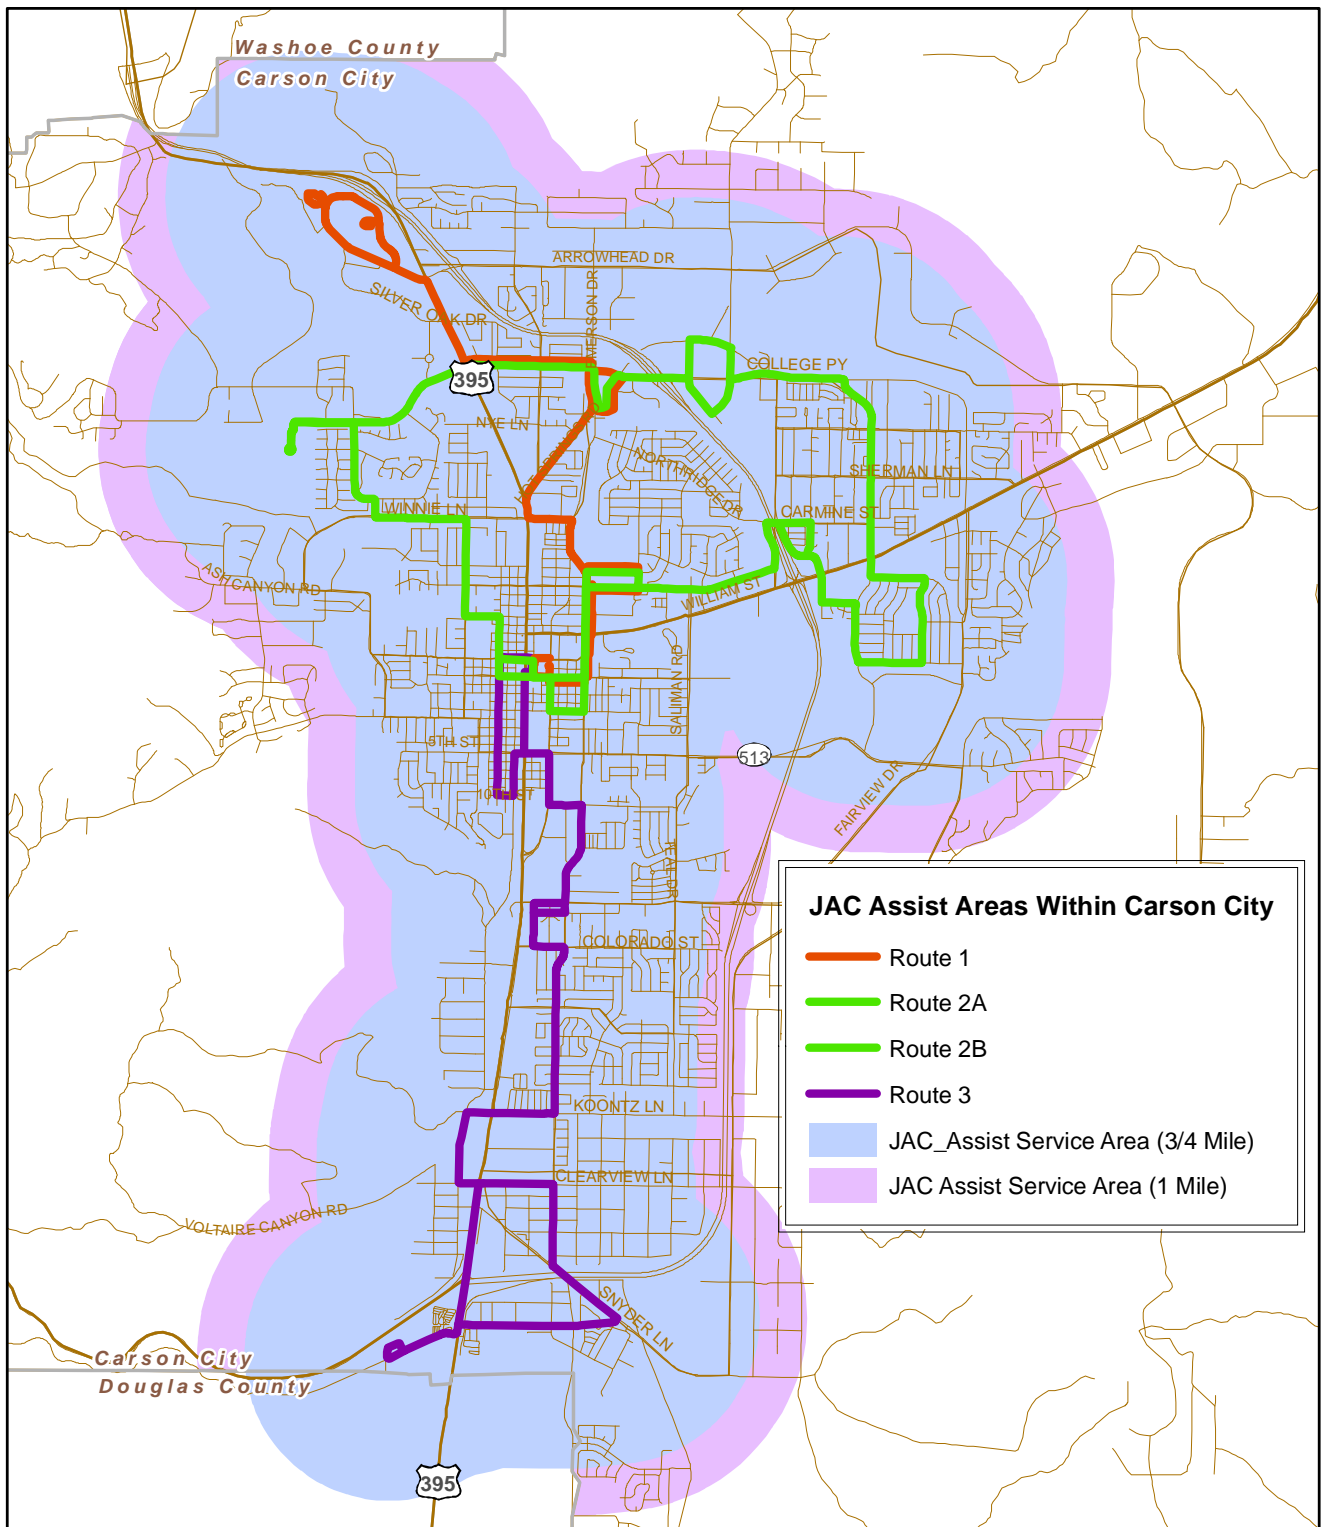 Washoe County
Carson City
ARROWHEAD DR
EMERSON DR
SILVER OAK DR
COLLEGE PY
395
NYE LN
NORTHRIDGE DR
SHERMAN LN
WINNIE LN
CARMINE ST
ASH CANYON RD
WILLIAM ST
SALIMAN RD
5TH ST
513
10TH ST
FAIRVIEW DR
TEAL DR
COLORADO ST
KOONTZ LN
CLEARVIEW LN
VOLTAIRE CANYON RD
SNYDER LN
Carson City
Douglas County
395
JAC Assist Areas Within Carson City
Route 1
Route 2A
Route 2B
Route 3
JAC_Assist Service Area (3/4 Mile)
JAC Assist Service Area (1 Mile)